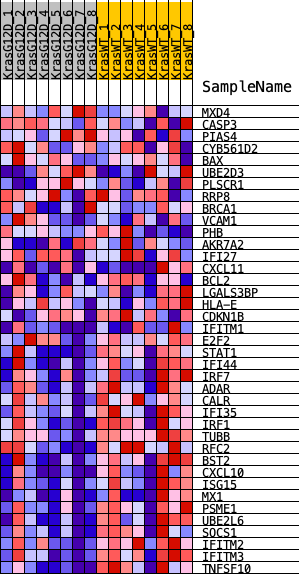 KrasG12D_1
KrasG12D_2
KrasG12D_3
KrasG12D_4
KrasG12D_5
KrasG12D_6
KrasG12D_7
KrasG12D_8
KrasWT_1
KrasWT_2
KrasWT_3
KrasWT_4
KrasWT_5
KrasWT_6
KrasWT_7
KrasWT_8
SampleName
MXD4
CASP3
PIAS4
CYB561D2
BAX
UBE2D3
PLSCR1
RRP8
BRCA1
VCAM1
PHB
AKR7A2
IFI27
CXCL11
BCL2
LGALS3BP
HLA-E
CDKN1B
IFITM1
E2F2
STAT1
IFI44
IRF7
ADAR
CALR
IFI35
IRF1
TUBB
RFC2
BST2
CXCL10
ISG15
MX1
PSME1
UBE2L6
SOCS1
IFITM2
IFITM3
TNFSF10